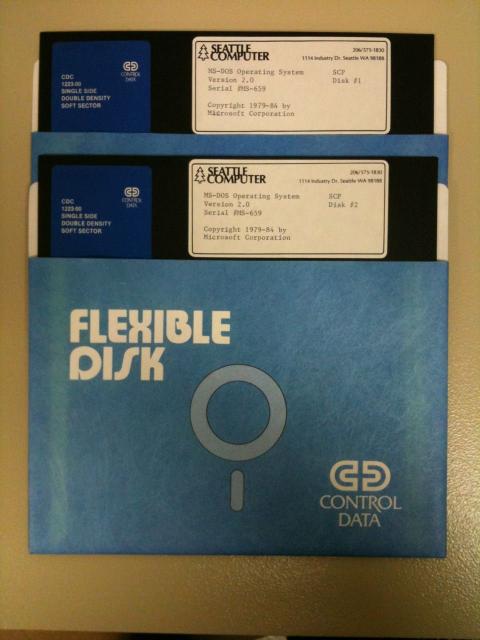 CDC
1223-00
SINGLE SIDE
DOUBLE DENSITY
SOFT SECTOR
CONTROL
DATA
SEATTLE
COMPUTER
206/575-1830
1114 Industry Dr. Seattle WA 98188
MS-DOS Operating System SCP
Version 2.0 Disk #1
Serial #MS-659
Copyright 1979-84 by
Microsoft Corporation
CDC
1223-00
SINGLE SIDE
DOUBLE DENSITY
SOFT SECTOR
CONTROL
DATA
SEATTLE
COMPUTER
206/575-1830
1114 Industry Dr. Seattle WA 98188
MS-DOS Operating System SCP
Version 2.0 Disk #2
Serial #MS-659
Copyright 1979-84 by
Microsoft Corporation
FLEXIBLE
DISK
CONTROL
DATA